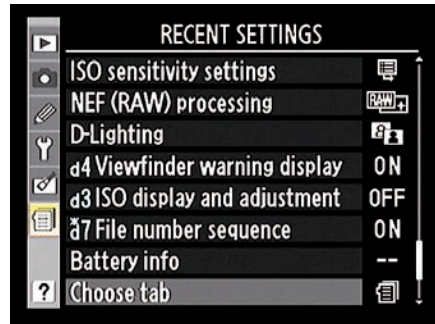 RECENT SETTINGS
ISO sensitivity settings
NEF (RAW) processing RAW+
D-Lighting
d4 Viewfinder warning display ON
d3 ISO display and adjustment OFF
d7 File number sequence ON
Battery info --
? Choose tab